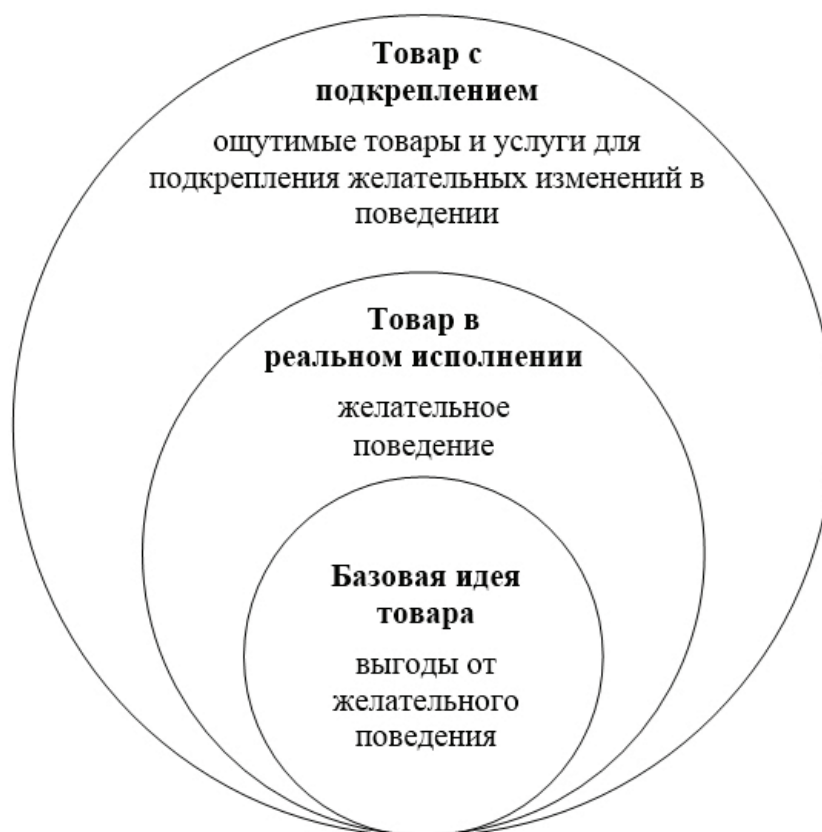 Товар с
подкреплением
ощутимые товары и услуги для
подкрепления желательных изменений в
поведении
Товар в
реальном исполнении
желательное
поведение
Базовая идея
товара
выгоды от
желательного
поведения